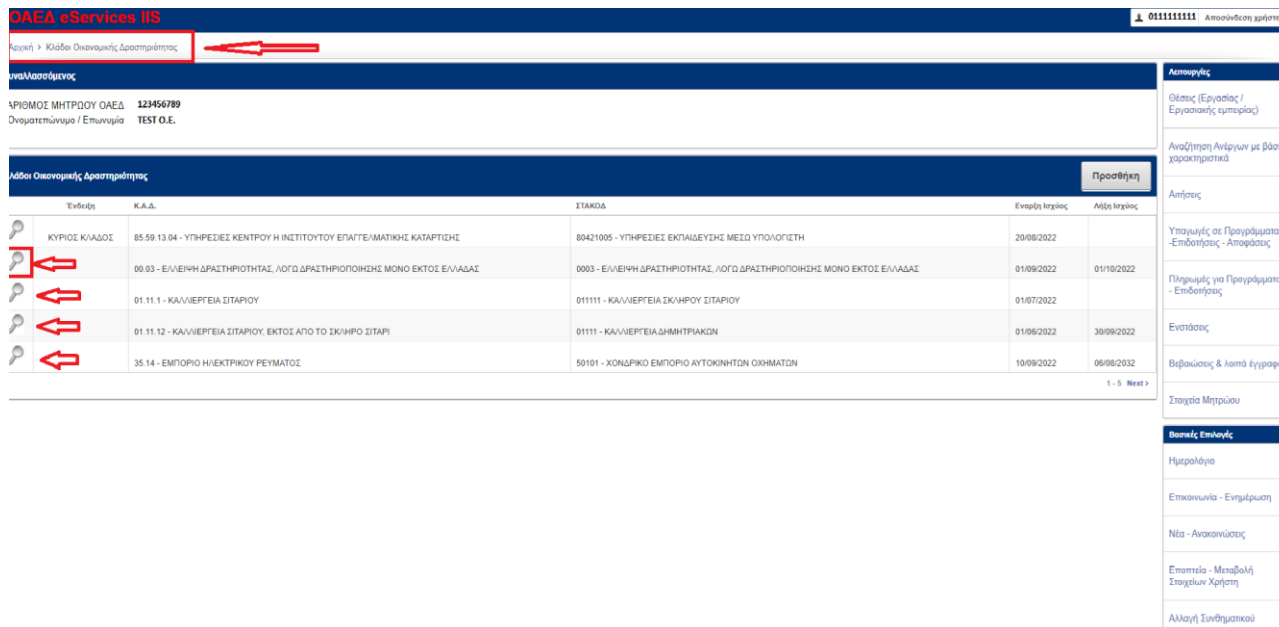 ΟΑΕΔ eServices IIS
0111111111 Αποσύνδεση χρήστη
Αρχική > Κλάδοι Οικονομικής Δραστηριότητας
υναλλασσόμενος
ΑΡΙΘΜΟΣ ΜΗΤΡΩΟΥ ΟΑΕΔ 123456789
Ονοματεπώνυμο / Επωνυμία TEST Ο.Ε.
λάδοι Οικονομικής Δραστηριότητας
Προσθήκη
Ένδειξη Κ.Α.Δ. ΣΤΑΚΟΔ Εναρξη Ισχύος Λήξη Ισχύος
ΚΥΡΙΟΣ ΚΛΑΔΟΣ 85.59.13.04 - ΥΠΗΡΕΣΙΕΣ ΚΕΝΤΡΟΥ Η ΙΝΣΤΙΤΟΥΤΟΥ ΕΠΑΓΓΕΛΜΑΤΙΚΗΣ ΚΑΤΑΡΤΙΣΗΣ 80421005 - ΥΠΗΡΕΣΙΕΣ ΕΚΠΑΙΔΕΥΣΗΣ ΜΕΣΩ ΥΠΟΛΟΓΙΣΤΗ 20/08/2022
00.03 - ΕΛΛΕΙΨΗ ΔΡΑΣΤΗΡΙΟΤΗΤΑΣ, ΛΟΓΩ ΔΡΑΣΤΗΡΙΟΠΟΙΗΣΗΣ ΜΟΝΟ ΕΚΤΟΣ ΕΛΛΑΔΑΣ 0003 - ΕΛΛΕΙΨΗ ΔΡΑΣΤΗΡΙΟΤΗΤΑΣ, ΛΟΓΩ ΔΡΑΣΤΗΡΙΟΠΟΙΗΣΗΣ ΜΟΝΟ ΕΚΤΟΣ ΕΛΛΑΔΑΣ 01/09/2022 01/10/2022
01.11.1 - ΚΑΛΛΙΕΡΓΕΙΑ ΣΙΤΑΡΙΟΥ 011111 - ΚΑΛΛΙΕΡΓΕΙΑ ΣΚΛΗΡΟΥ ΣΙΤΑΡΙΟΥ 01/07/2022
01.11.12 - ΚΑΛΛΙΕΡΓΕΙΑ ΣΙΤΑΡΙΟΥ, ΕΚΤΟΣ ΑΠΟ ΤΟ ΣΚΛΗΡΟ ΣΙΤΑΡΙ 01111 - ΚΑΛΛΙΕΡΓΕΙΑ ΔΗΜΗΤΡΙΑΚΩΝ 01/06/2022 30/09/2022
35.14 - ΕΜΠΟΡΙΟ ΗΛΕΚΤΡΙΚΟΥ ΡΕΥΜΑΤΟΣ 50101 - ΧΟΝΔΡΙΚΟ ΕΜΠΟΡΙΟ ΑΥΤΟΚΙΝΗΤΩΝ ΟΧΗΜΑΤΩΝ 10/09/2022 06/08/2032
1 - 5 Next >
Λειτουργίες
Θέσεις (Εργασίας /
Εργασιακής εμπειρίας)
Αναζήτηση Ανέργων με βάση
χαρακτηριστικά
Αιτήσεις
Υπαγωγές σε Προγράμματα
-Επιδοτήσεις - Αποφάσεις
Πληρωμές για Προγράμματα
- Επιδοτήσεις
Ενστάσεις
Βεβαιώσεις & λοιπά έγγραφα
Στοιχεία Μητρώου
Βασικές Επιλογές
Ημερολόγιο
Επικοινωνία - Ενημέρωση
Νέα - Ανακοινώσεις
Εποπτεία - Μεταβολή
Στοιχείων Χρήστη
Αλλαγή Συνθηματικού